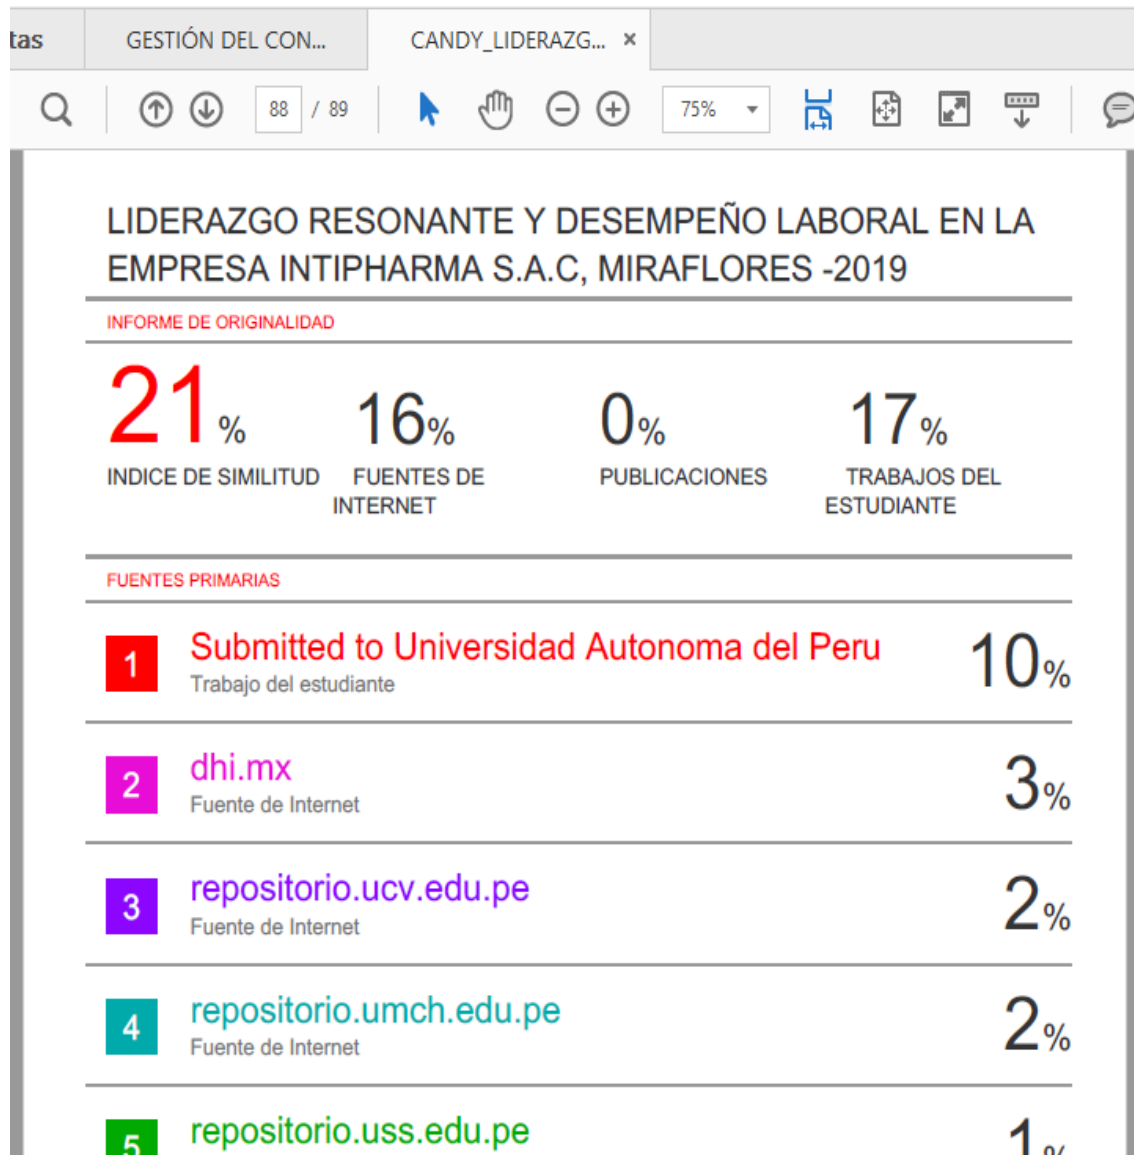 tas GESTIÓN DEL CON... CANDY_LIDERAZG... ×
88 / 89 75%
LIDERAZGO RESONANTE Y DESEMPEÑO LABORAL EN LA
EMPRESA INTIPHARMA S.A.C, MIRAFLORES -2019
INFORME DE ORIGINALIDAD
21% 16% 0% 17%
INDICE DE SIMILITUD FUENTES DE PUBLICACIONES TRABAJOS DEL
INTERNET ESTUDIANTE
FUENTES PRIMARIAS
1 Submitted to Universidad Autonoma del Peru 10%
Trabajo del estudiante
2 dhi.mx 3%
Fuente de Internet
3 repositorio.ucv.edu.pe 2%
Fuente de Internet
4 repositorio.umch.edu.pe 2%
Fuente de Internet
5 repositorio.uss.edu.pe 1%